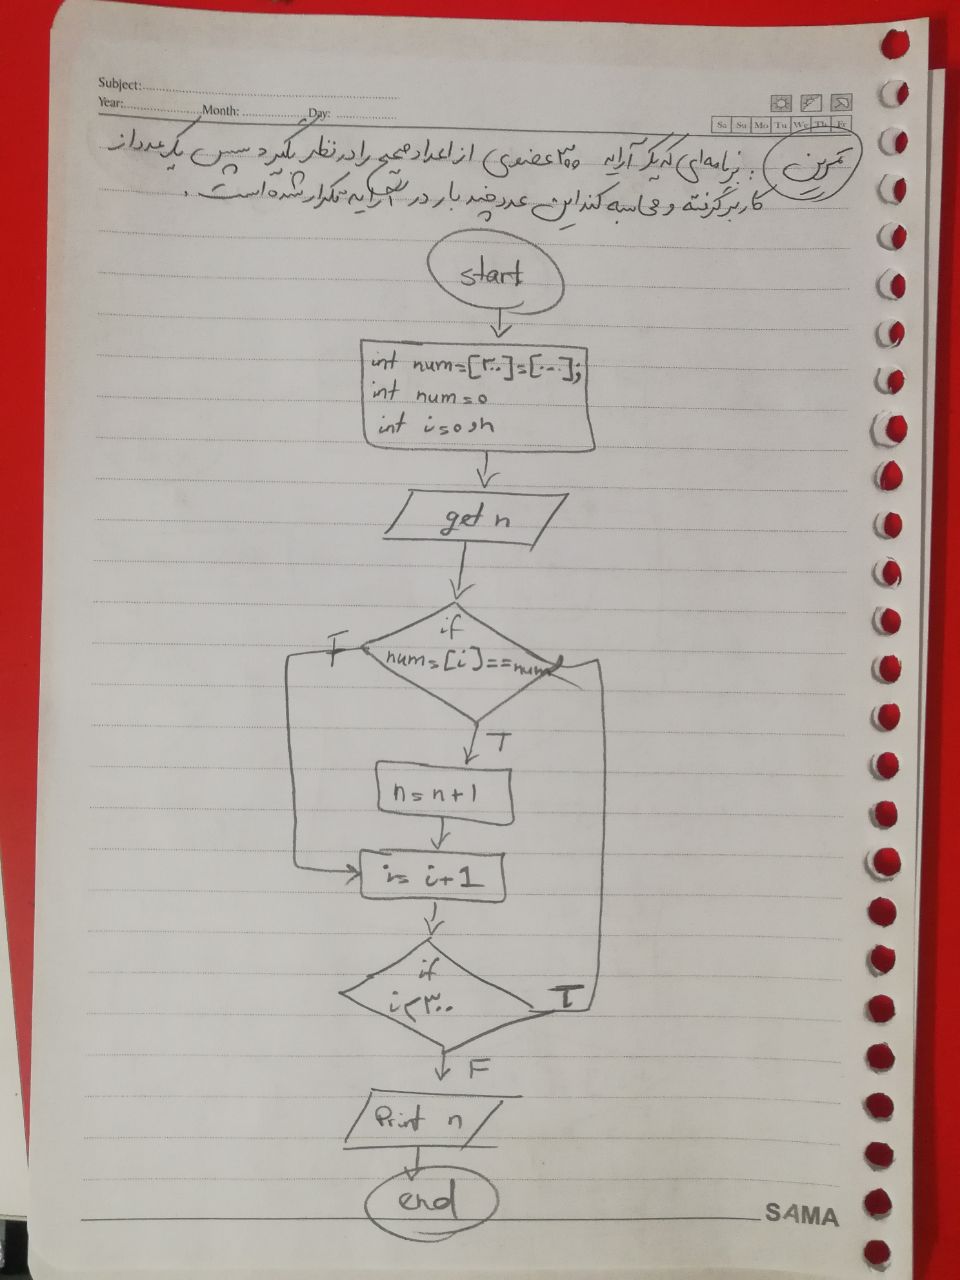 Subject:
Year: Month: Day:
Sa Su Mo Tu We Th Fr
تمرین : برنامه‌ای که یک آرایه ۳۰۰ عضوی از اعداد صحیح را در نظر بگیرد سپس یک عدد از
کاربر گرفته و محاسبه کند این عدد چند بار در آرایه تکرار شده است.
start
int num=[۳۰۰]=[...];
int num=0
int i=0,n
get n
if
num=[i]==num
F
T
n=n+1
i=i+1
if
i<۳۰۰
T
F
Print n
end
SAMA